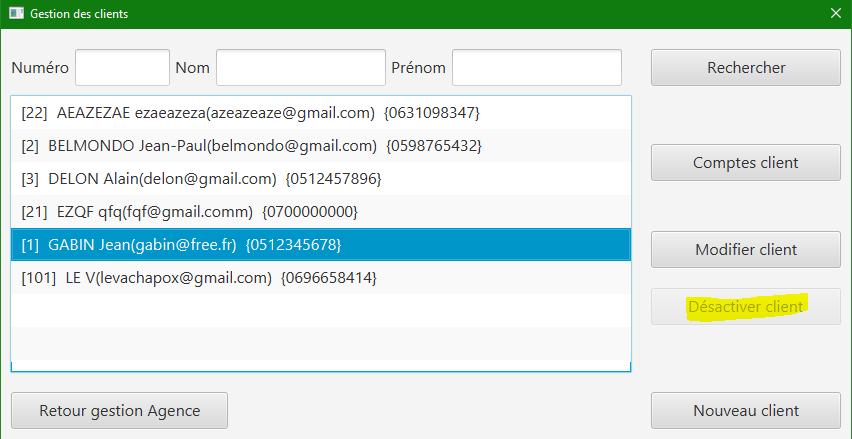 Gestion des clients
Numéro Nom Prénom Rechercher
[22] AEAZEZAE ezaeazeza(azeazeaze@gmail.com) {0631098347}
[2] BELMONDO Jean-Paul(belmondo@gmail.com) {0598765432}
Comptes client
[3] DELON Alain(delon@gmail.com) {0512457896}
[21] EZQF qfq(fqf@gmail.comm) {0700000000}
[1] GABIN Jean(gabin@free.fr) {0512345678}
Modifier client
[101] LE V(levachapox@gmail.com) {0696658414}
Désactiver client
Retour gestion Agence Nouveau client